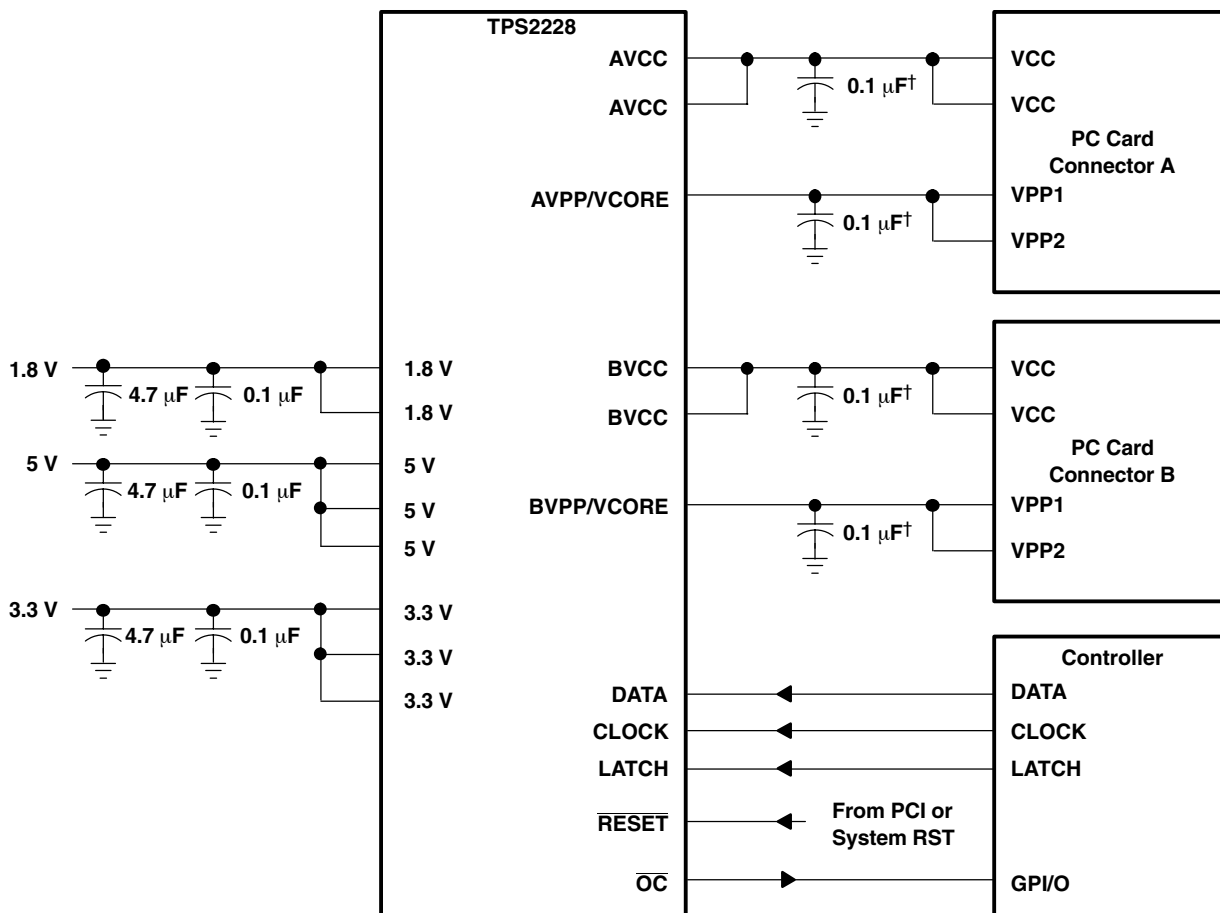 TPS2228
AVCC
AVCC
AVPP/VCORE
0.1 μF†
0.1 μF†
VCC
VCC
PC Card
Connector A
VPP1
VPP2
1.8 V
4.7 μF
0.1 μF
1.8 V
1.8 V
5 V
4.7 μF
0.1 μF
5 V
5 V
5 V
3.3 V
4.7 μF
0.1 μF
3.3 V
3.3 V
3.3 V
BVCC
BVCC
BVPP/VCORE
0.1 μF†
0.1 μF†
VCC
VCC
PC Card
Connector B
VPP1
VPP2
DATA
CLOCK
LATCH
RESET
OC
From PCI or
System RST
Controller
DATA
CLOCK
LATCH
GPI/O